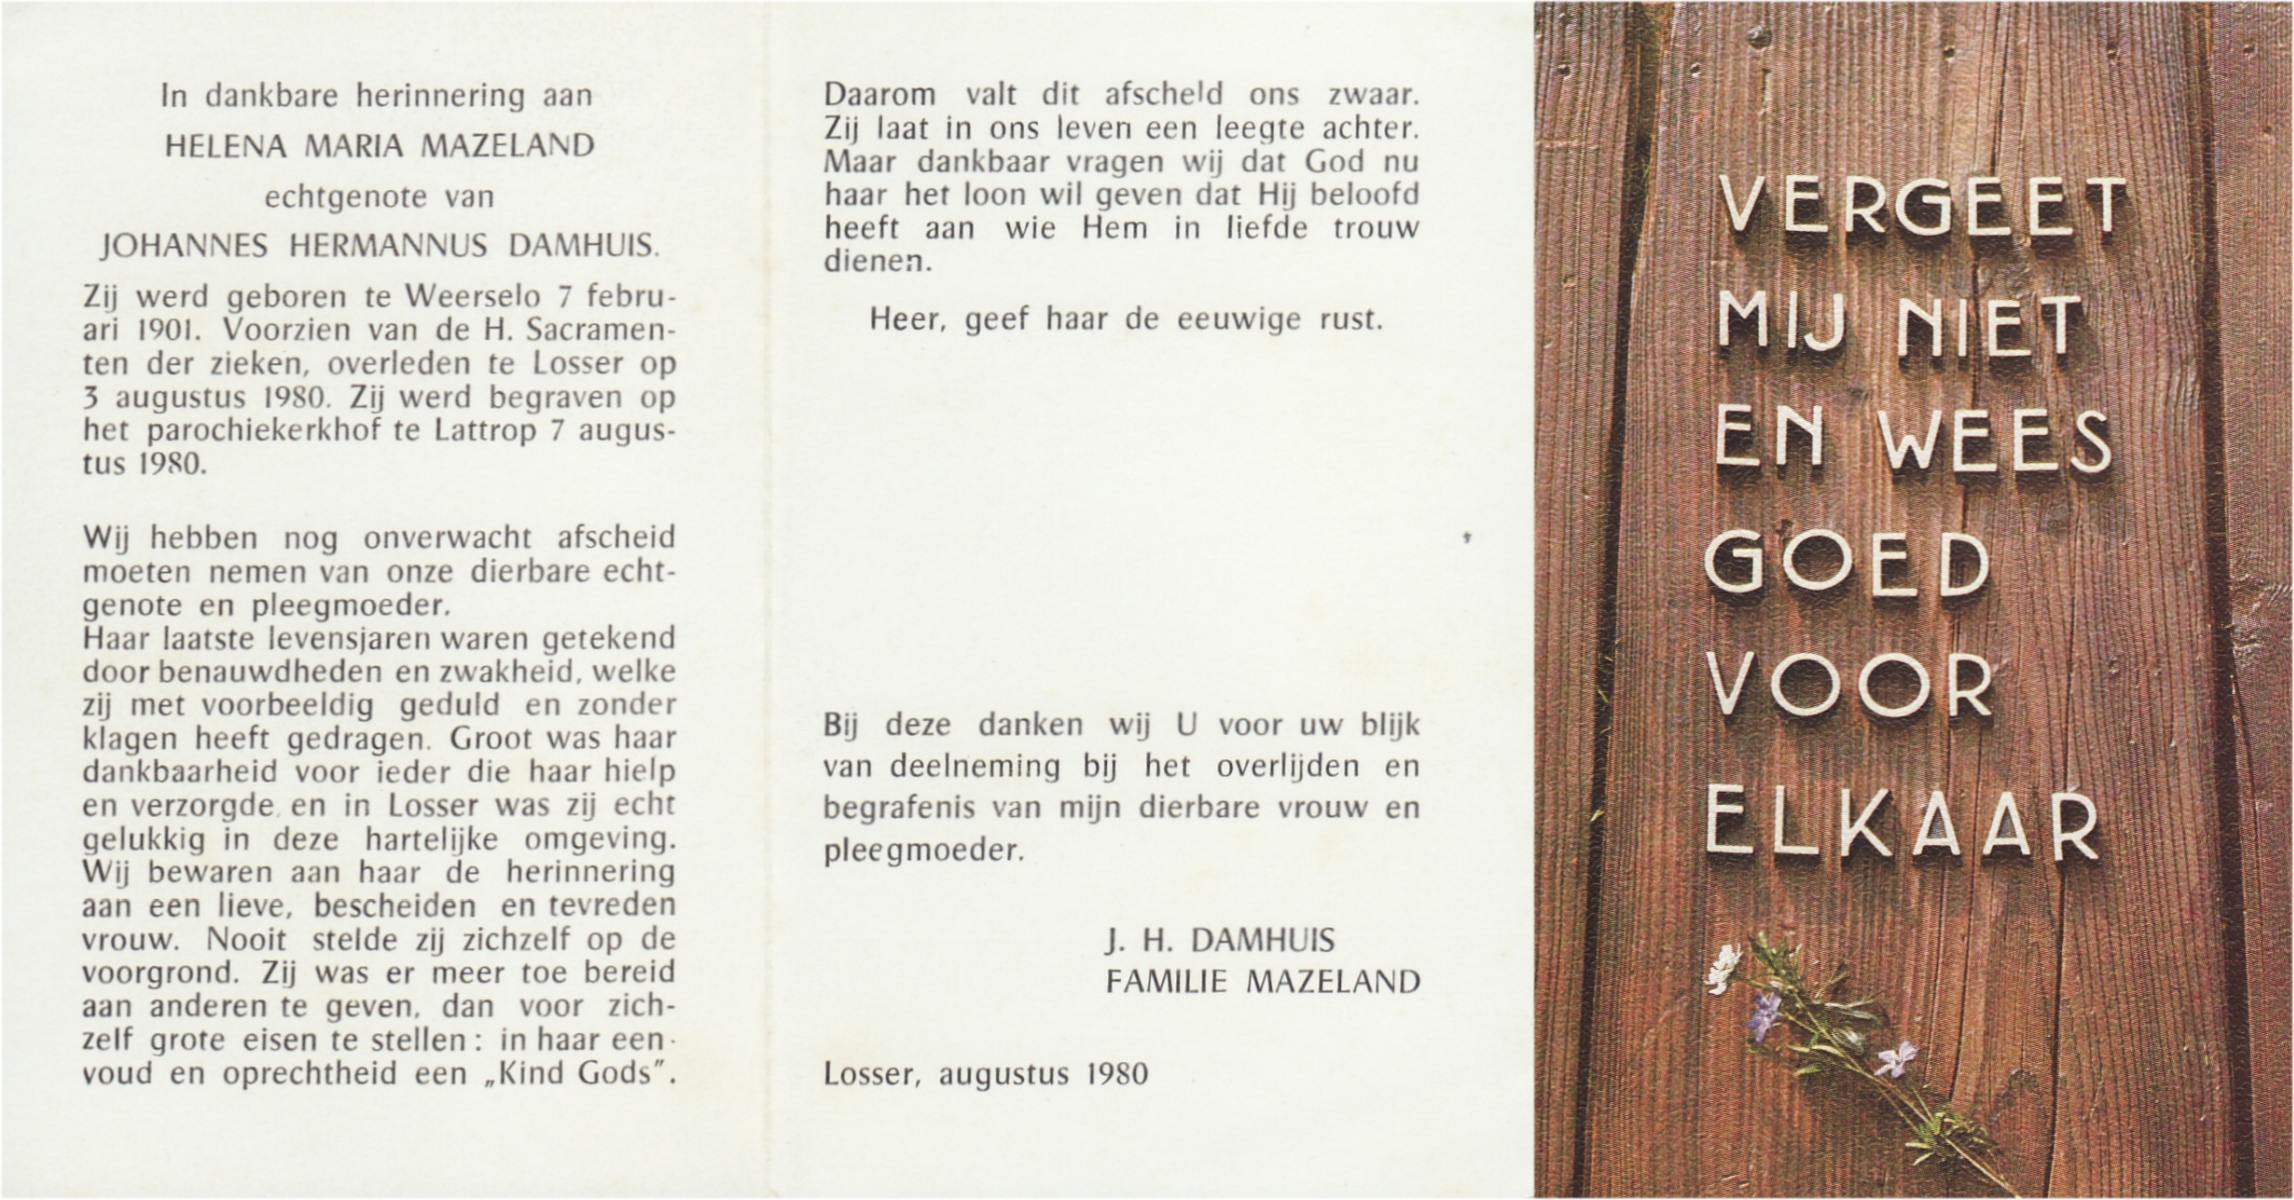 In dankbare herinnering aan
HELENA MARIA MAZELAND
echtgenote van
JOHANNES HERMANNUS DAMHUIS.
Zij werd geboren te Weerselo 7 febru-
ari 1901. Voorzien van de H. Sacramen-
ten der zieken, overleden te Losser op
3 augustus 1980. Zij werd begraven op
het parochiekerkhof te Lattrop 7 augus-
tus 1980.
Wij hebben nog onverwacht afscheid
moeten nemen van onze dierbare echt-
genote en pleegmoeder.
Haar laatste levensjaren waren getekend
door benauwdheden en zwakheid, welke
zij met voorbeeldig geduld en zonder
klagen heeft gedragen. Groot was haar
dankbaarheid voor ieder die haar hielp
en verzorgde, en in Losser was zij echt
gelukkig in deze hartelijke omgeving.
Wij bewaren aan haar de herinnering
aan een lieve, bescheiden en tevreden
vrouw. Nooit stelde zij zichzelf op de
voorgrond. Zij was er meer toe bereid
aan anderen te geven, dan voor zich-
zelf grote eisen te stellen: in haar een-
voud en oprechtheid een „Kind Gods”.
Daarom valt dit afscheld ons zwaar.
Zij laat in ons leven een leegte achter.
Maar dankbaar vragen wij dat God nu
haar het loon wil geven dat Hij beloofd
heeft aan wie Hem in liefde trouw
dienen.
Heer, geef haar de eeuwige rust.
Bij deze danken wij U voor uw blijk
van deelneming bij het overlijden en
begrafenis van mijn dierbare vrouw en
pleegmoeder.
J. H. DAMHUIS
FAMILIE MAZELAND
Losser, augustus 1980
VERGEET
MIJ NIET
EN WEES
GOED
VOOR
ELKAAR